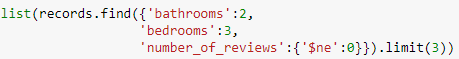 list(records.find({'bathrooms':2,
'bedrooms':3,
'number_of_reviews':{'$ne':0}}).limit(3))